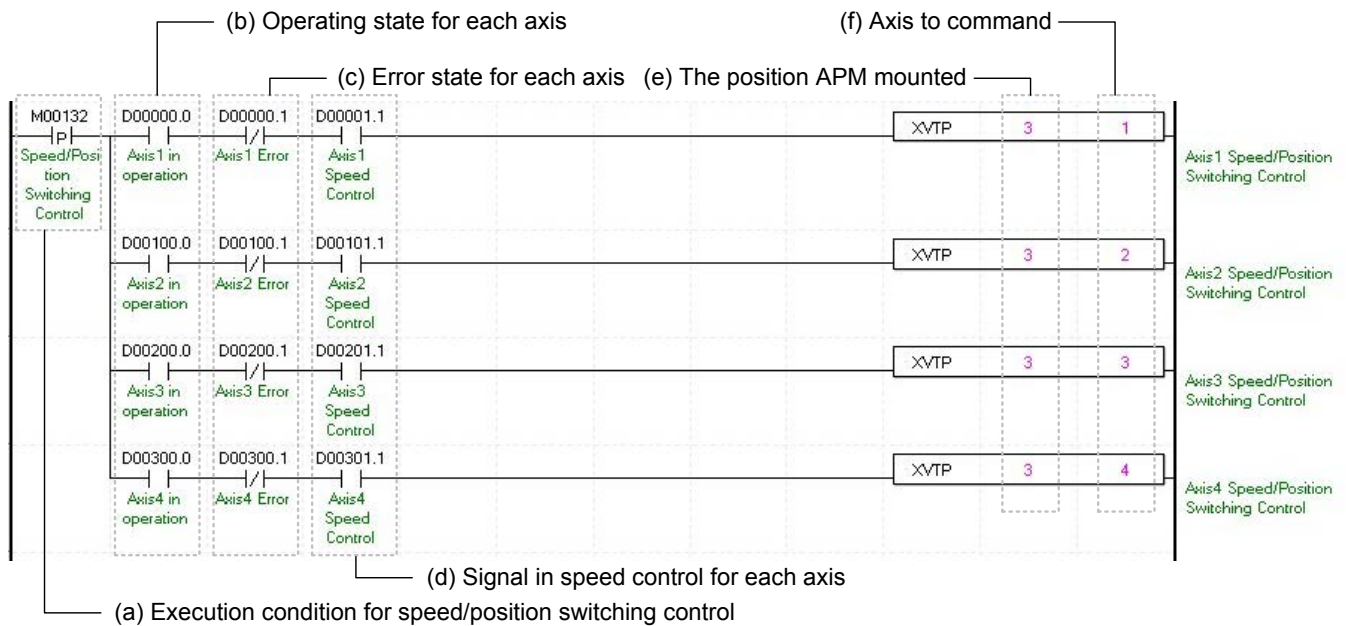 (b) Operating state for each axis
(f) Axis to command
(c) Error state for each axis
(e) The position APM mounted
M00132
D00000.0
D00000.1
D00001.1
P
XVTP 3 1
Speed/Posi
tion
Switching
Control
Axis1 in
operation
Axis1 Error
Axis1
Speed
Control
Axis1 Speed/Position
Switching Control
D00100.0
D00100.1
D00101.1
XVTP 3 2
Axis2 in
operation
Axis2 Error
Axis2
Speed
Control
Axis2 Speed/Position
Switching Control
D00200.0
D00200.1
D00201.1
XVTP 3 3
Axis3 in
operation
Axis3 Error
Axis3
Speed
Control
Axis3 Speed/Position
Switching Control
D00300.0
D00300.1
D00301.1
XVTP 3 4
Axis4 in
operation
Axis4 Error
Axis4
Speed
Control
Axis4 Speed/Position
Switching Control
(d) Signal in speed control for each axis
(a) Execution condition for speed/position switching control